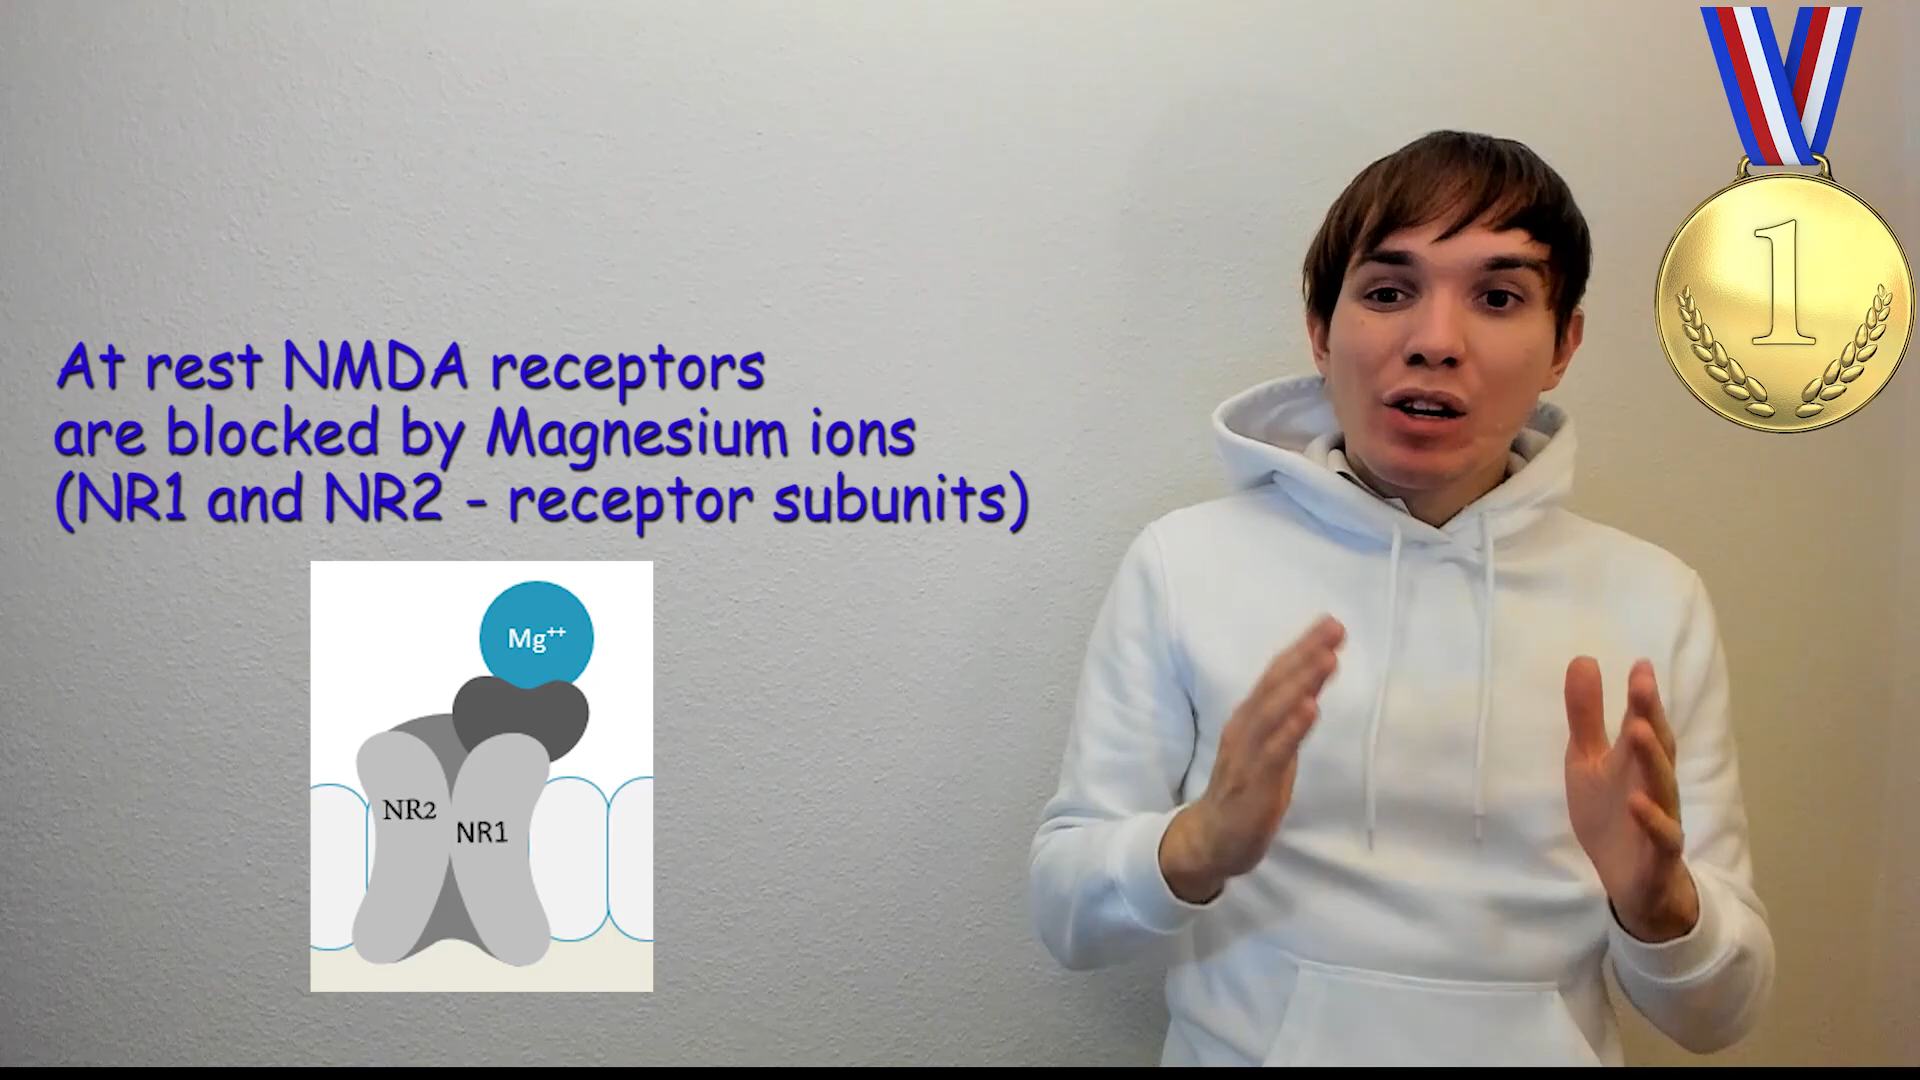 At rest NMDA receptors
are blocked by Magnesium ions
(NR1 and NR2 - receptor subunits)
1
Mg++
NR2
NR1